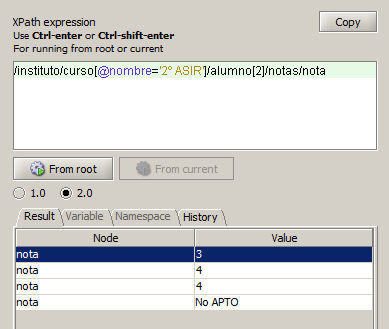 XPath expression
Copy
Use Ctrl-enter or Ctrl-shift-enter
For running from root or current
/instituto/curso[@nombre='2º ASIR']/alumno[2]/notas/nota
From root
From current
1.0 2.0
Result Variable Namespace History
Node Value
nota 3
nota 4
nota 4
nota No APTO